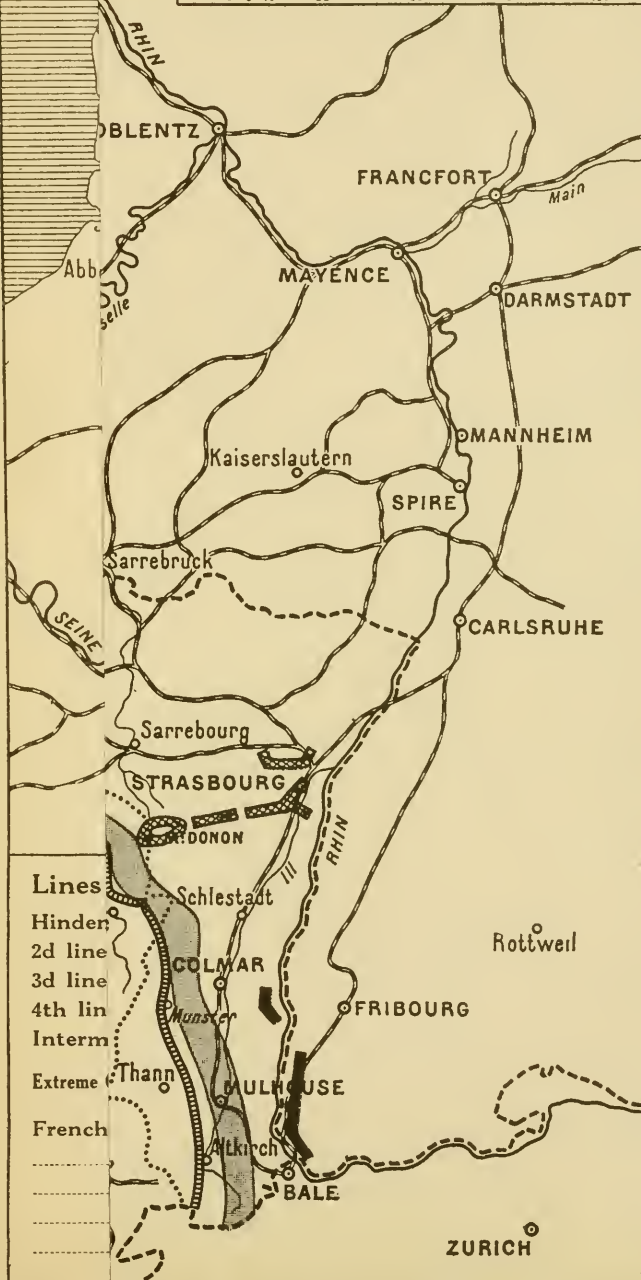 RHIN
OBLENTZ
FRANCFORT
Main
Abb
MAYENCE
selle
DARMSTADT
MANNHEIM
Kaiserslautern
SPIRE
Sarrebruck
SEINE
CARLSRUHE
Sarrebourg
STRASBOURG
DONON
RHIN
Ill
Lines
Schlestadt
Hinden
2d line
Rottweil
3d line
COLMAR
4th lin
Munster
FRIBOURG
Interm
Thann
Extreme
MULHOUSE
French
Altkirch
BALE
ZURICH